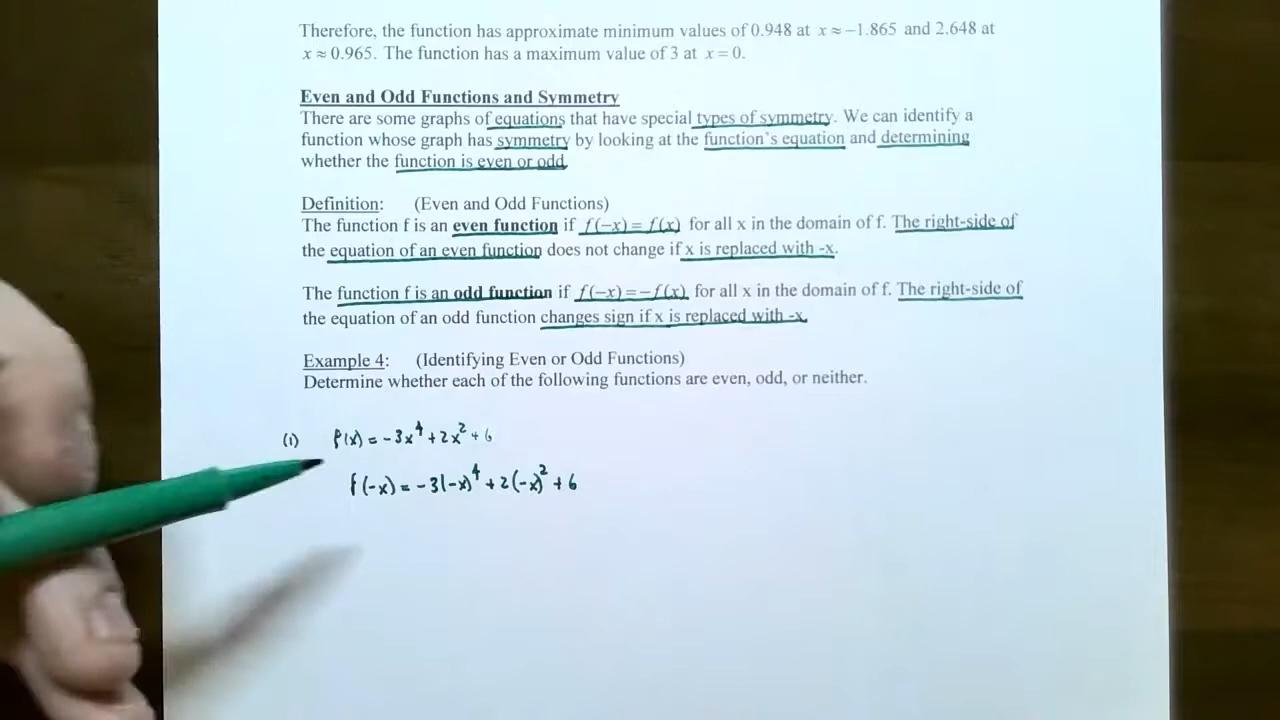 Therefore, the function has approximate minimum values of 0.948 at x ≈ −1.865 and 2.648 at
x ≈ 0.965. The function has a maximum value of 3 at x = 0.
Even and Odd Functions and Symmetry
There are some graphs of equations that have special types of symmetry. We can identify a
function whose graph has symmetry by looking at the function's equation and determining
whether the function is even or odd.
Definition: (Even and Odd Functions)
The function f is an even function if f(−x) = f(x) for all x in the domain of f. The right-side of
the equation of an even function does not change if x is replaced with -x.
The function f is an odd function if f(−x) = −f(x) for all x in the domain of f. The right-side of
the equation of an odd function changes sign if x is replaced with -x.
Example 4: (Identifying Even or Odd Functions)
Determine whether each of the following functions are even, odd, or neither.
(1) f(x) = -3x⁴ + 2x² + 6
f(-x) = -3(-x)⁴ + 2(-x)² + 6